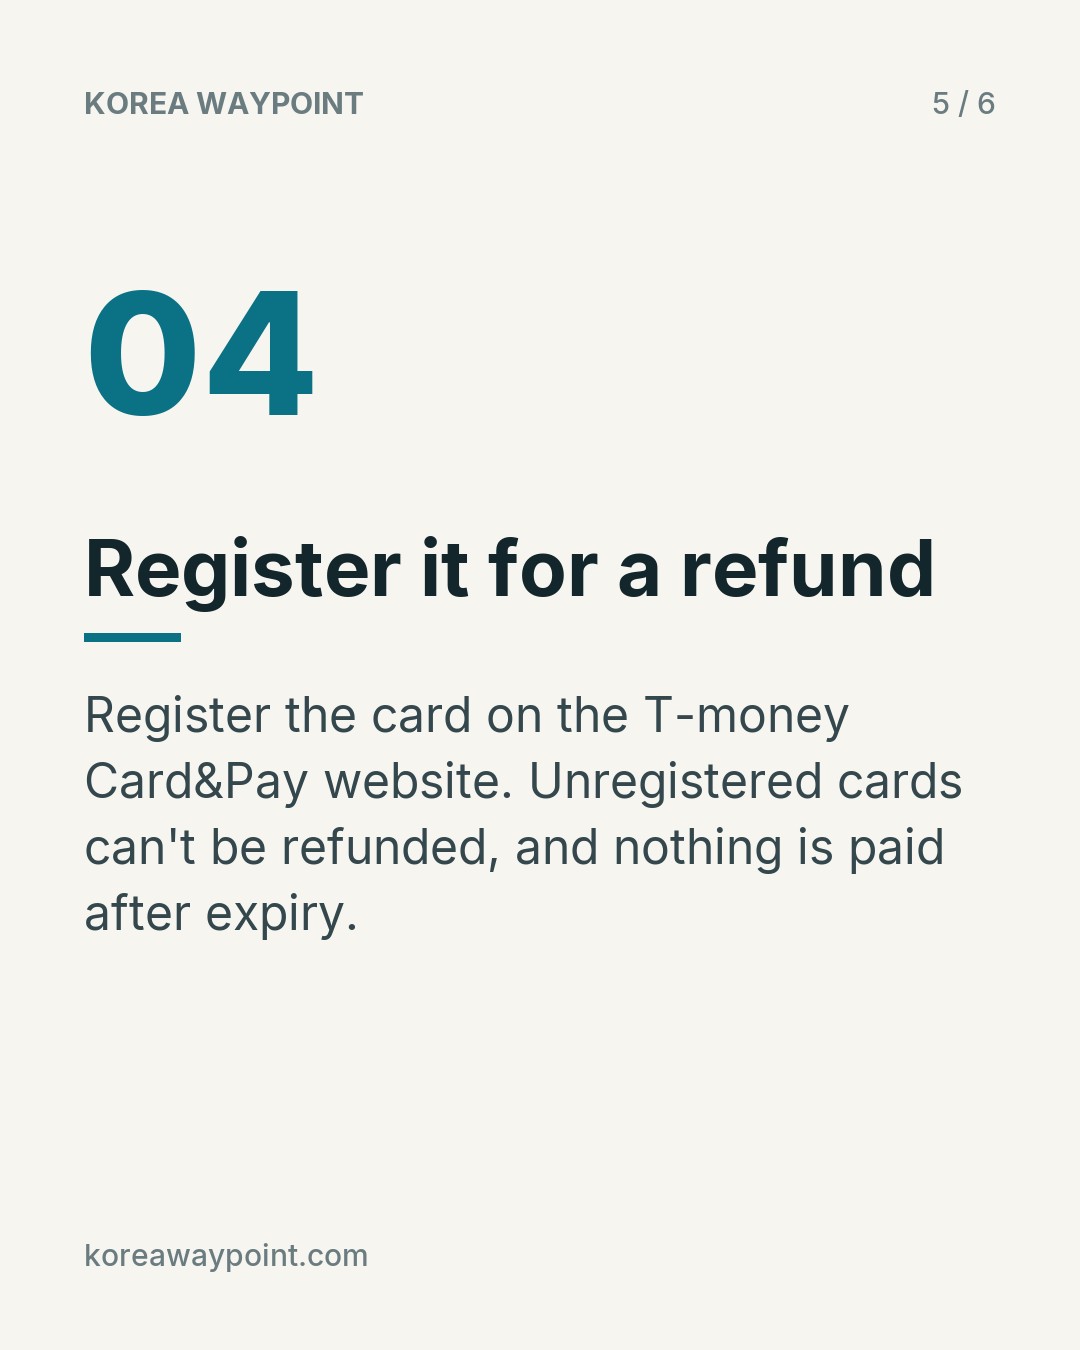 KOREA WAYPOINT
5 / 6
04
Register it for a refund
Register the card on the T-money
Card&Pay website. Unregistered cards
can't be refunded, and nothing is paid
after expiry.
koreawaypoint.com